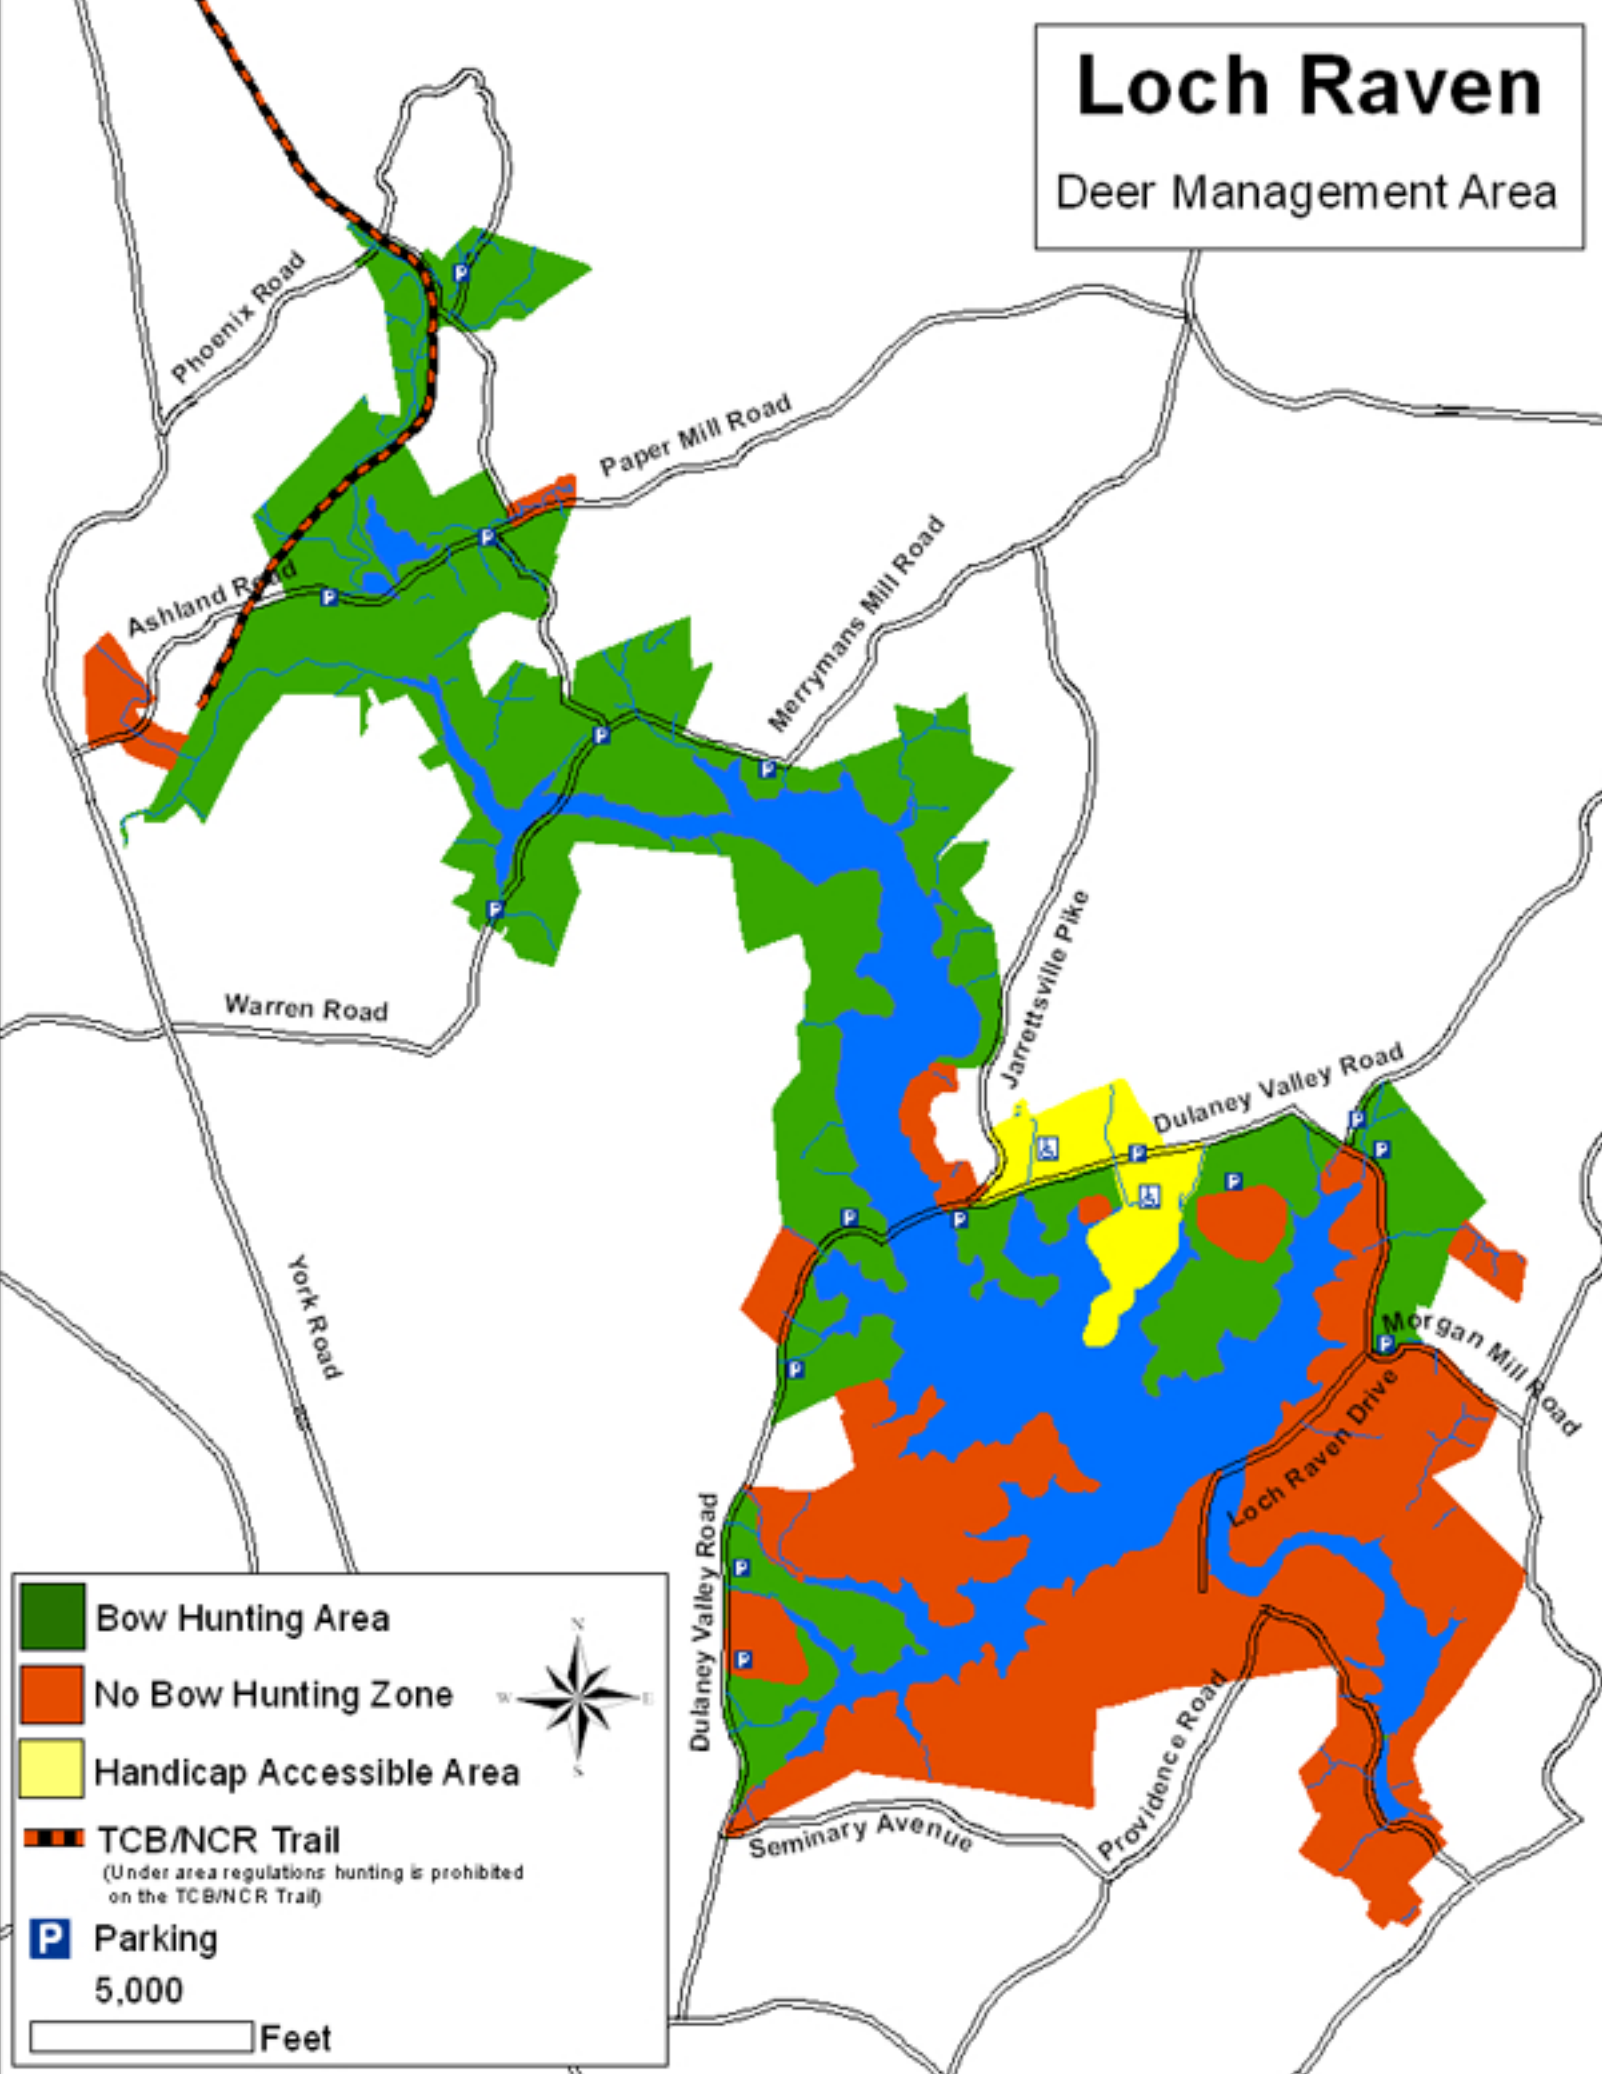 Loch Raven
Deer Management Area
Phoenix Road
Paper Mill Road
Merrymans Mill Road
Ashland Road
P
P
P
P
P
P
Jarrettsville Pike
Warren Road
Dulaney Valley Road
P
P
P
P
P
P
York Road
P
P
Morgan Mill Road
Loch Raven Drive
Dulaney Valley Road
P
P
Providence Road
Seminary Avenue
Bow Hunting Area
No Bow Hunting Zone
Handicap Accessible Area
TCB/NCR Trail
(Under area regulations hunting is prohibited
on the TCB/NCR Trail)
P Parking
5,000
Feet
N
W
E
S